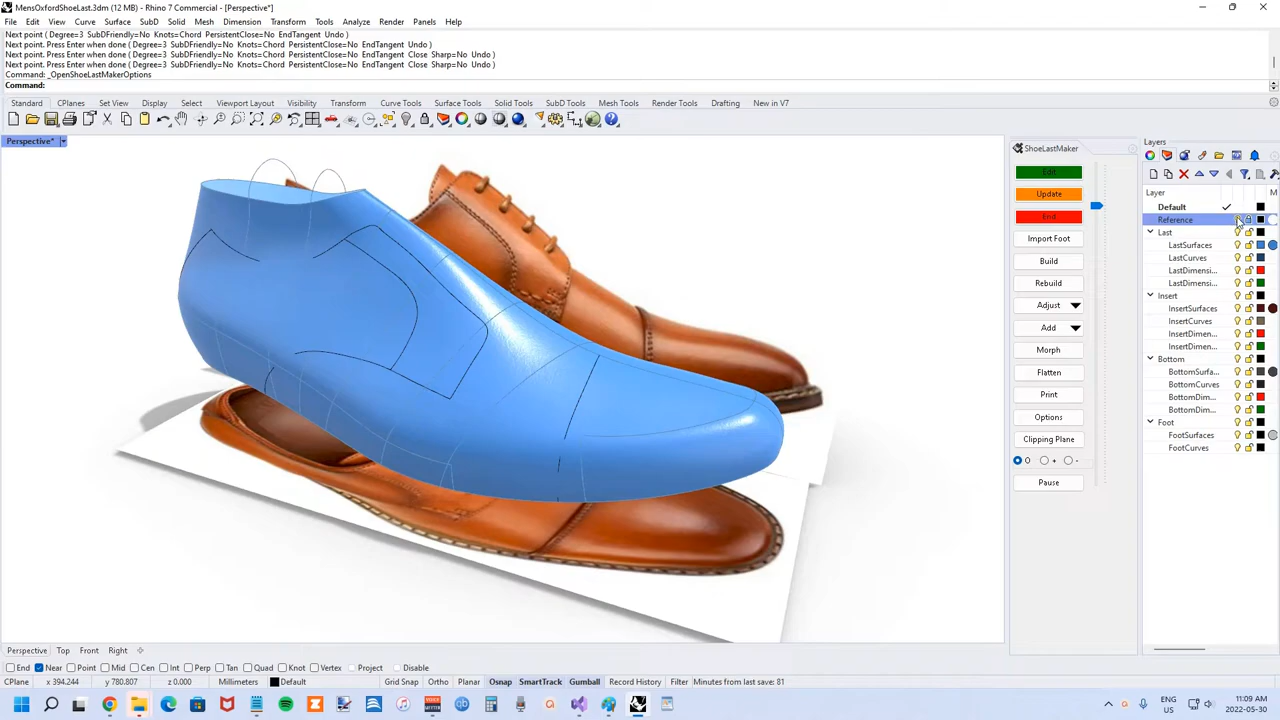 MensOxfordShoeLast.3dm (12 MB) - Rhino 7 Commercial - [Perspective*]
File Edit View Curve Surface SubD Solid Mesh Dimension Transform Tools Analyze Render Panels Help
Next point ( Degree=3 SubDFriendly=No Knots=Chord PersistentClose=No EndTangent Undo )
Next point. Press Enter when done ( Degree=3 SubDFriendly=No Knots=Chord PersistentClose=No EndTangent Undo )
Next point. Press Enter when done ( Degree=3 SubDFriendly=No Knots=Chord PersistentClose=No EndTangent Close Sharp=No Undo )
Next point. Press Enter when done ( Degree=3 SubDFriendly=No Knots=Chord PersistentClose=No EndTangent Close Sharp=No Undo )
Command: _OpenShoeLastMakerOptions
Command:
Standard CPlanes Set View Display Select Viewport Layout Visibility Transform Curve Tools Surface Tools Solid Tools SubD Tools Mesh Tools Render Tools Drafting New in V7
Perspective*
ShoeLastMaker
Edit
Update
End
Import Foot
Build
Rebuild
Adjust
Add
Morph
Flatten
Print
Options
Clipping Plane
0 + -
Pause
Layers
Layer M
Default
Reference
Last
LastSurfaces
LastCurves
LastDimensi...
LastDimensi...
Insert
InsertSurfaces
InsertCurves
InsertDimen...
InsertDimen...
Bottom
BottomSurfa...
BottomCurves
BottomDim...
BottomDim...
Foot
FootSurfaces
FootCurves
Perspective Top Front Right
End Near Point Mid Cen Int Perp Tan Quad Knot Vertex Project Disable
CPlane x 394.244 y 780.807 z 0.000 Millimeters Default Grid Snap Ortho Planar Osnap SmartTrack Gumball Record History Filter Minutes from last save: 81
ENG
US
11:09 AM
2022-05-30